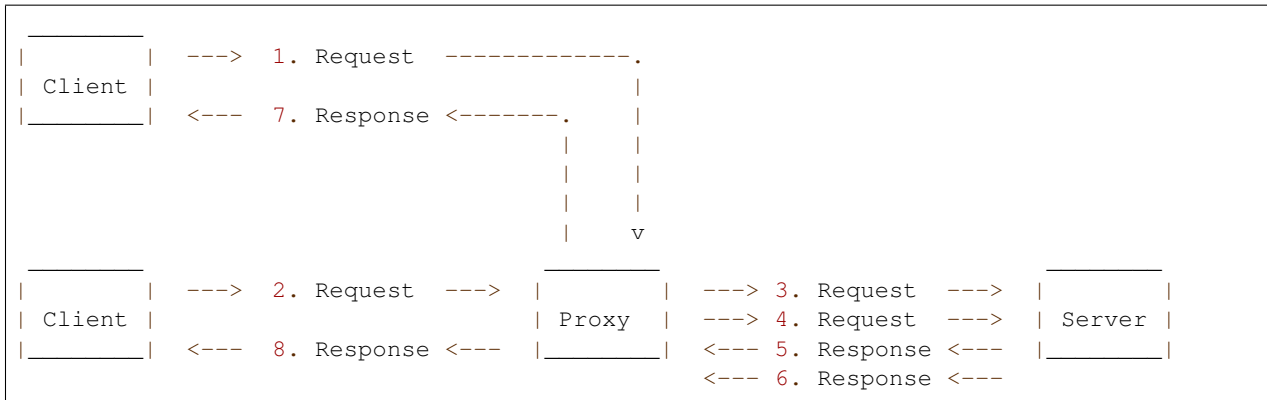 ---> 1. Request -------------.
| Client | |
<--- 7. Response <-------. |
v
---> 2. Request ---> ---> 3. Request --->
| Client | | Proxy | ---> 4. Request ---> | Server |
<--- 8. Response <--- <--- 5. Response <---
<--- 6. Response <---